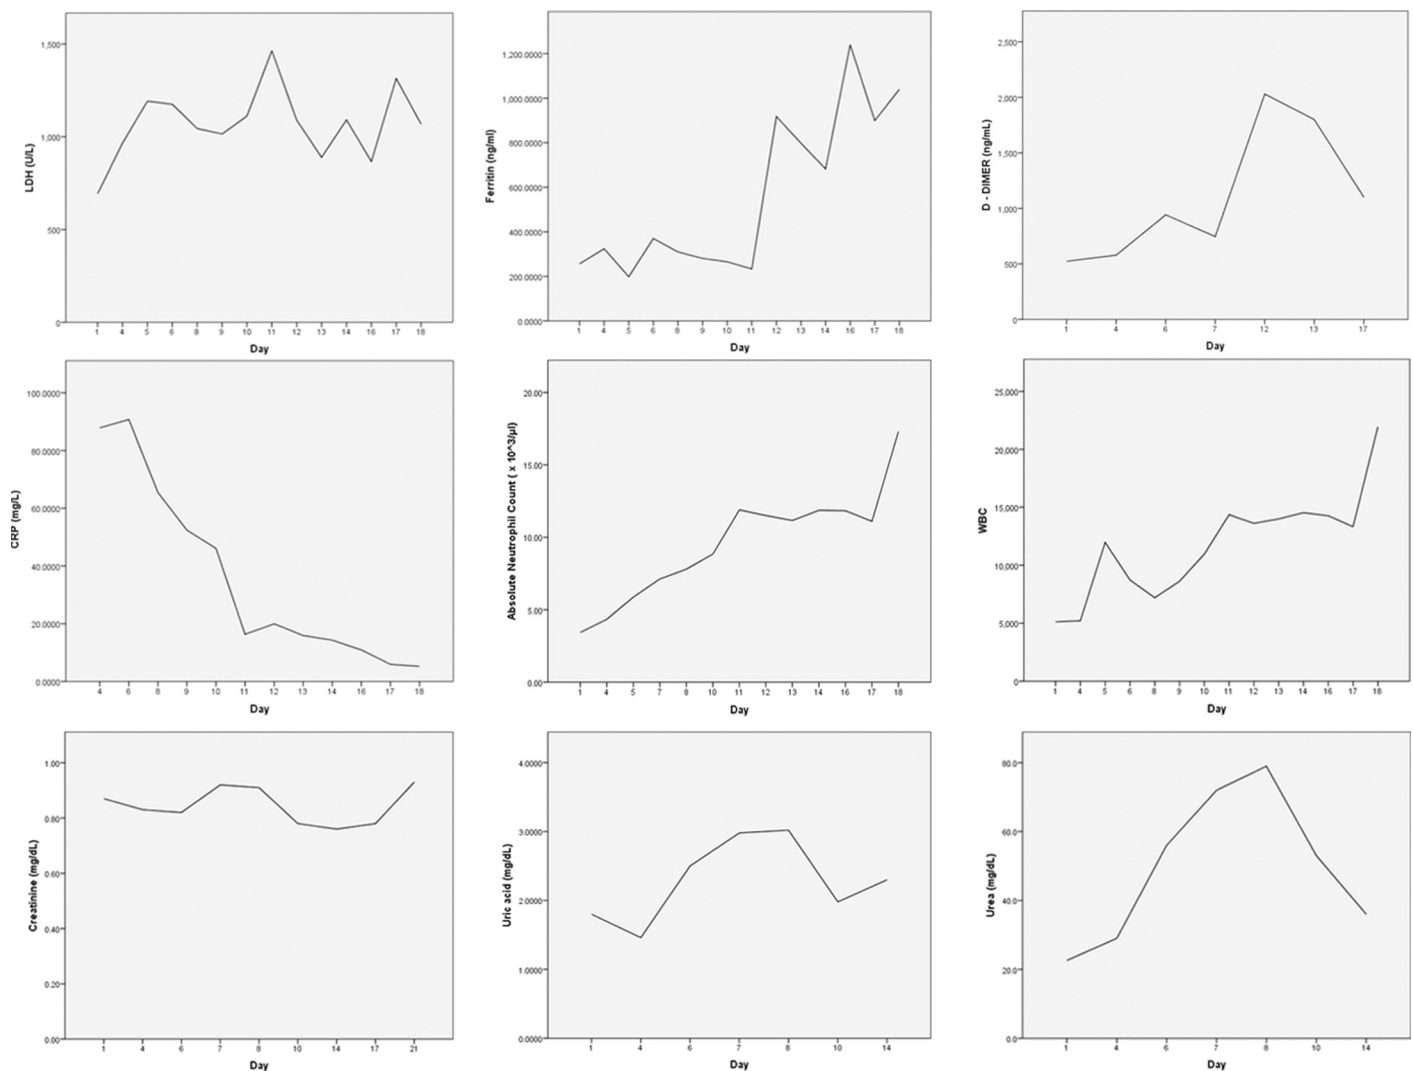 LDH (U/L)
1,500
1,000
500
0
1 4 5 6 8 9 10 11 12 13 14 16 17 18
Day
Ferritin (ng/ml)
1,200.0000
1,000.0000
800.0000
600.0000
400.0000
200.0000
0.0000
1 4 5 6 8 9 10 11 12 13 14 16 17 18
Day
D - DIMER (ng/mL)
2,500
2,000
1,500
1,000
500
0
1 4 6 7 12 13 17
Day
CRP (mg/L)
100.0000
80.0000
60.0000
40.0000
20.0000
0.0000
4 6 8 9 10 11 12 13 14 16 17 18
Day
Absolute Neutrophil Count ( x 10^3/µl)
20.00
15.00
10.00
5.00
0.00
1 4 5 7 8 10 11 12 13 14 16 17 18
Day
WBC
25,000
20,000
15,000
10,000
5,000
0
1 4 5 6 8 9 10 11 12 13 14 16 17 18
Day
Creatinine (mg/dL)
1.00
0.80
0.60
0.40
0.20
0.00
1 4 6 7 8 10 14 17 21
Day
Uric acid (mg/dL)
4.0000
3.0000
2.0000
1.0000
0.0000
1 4 6 7 8 10 14
Day
Urea (mg/dL)
80.0
60.0
40.0
20.0
0.0
1 4 6 7 8 10 14
Day